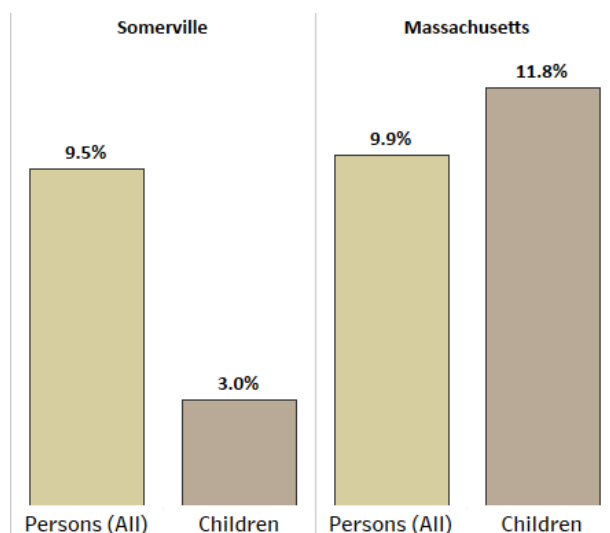 Somerville
Massachusetts
11.8%
9.5%
9.9%
3.0%
Persons (All)
Children
Persons (All)
Children